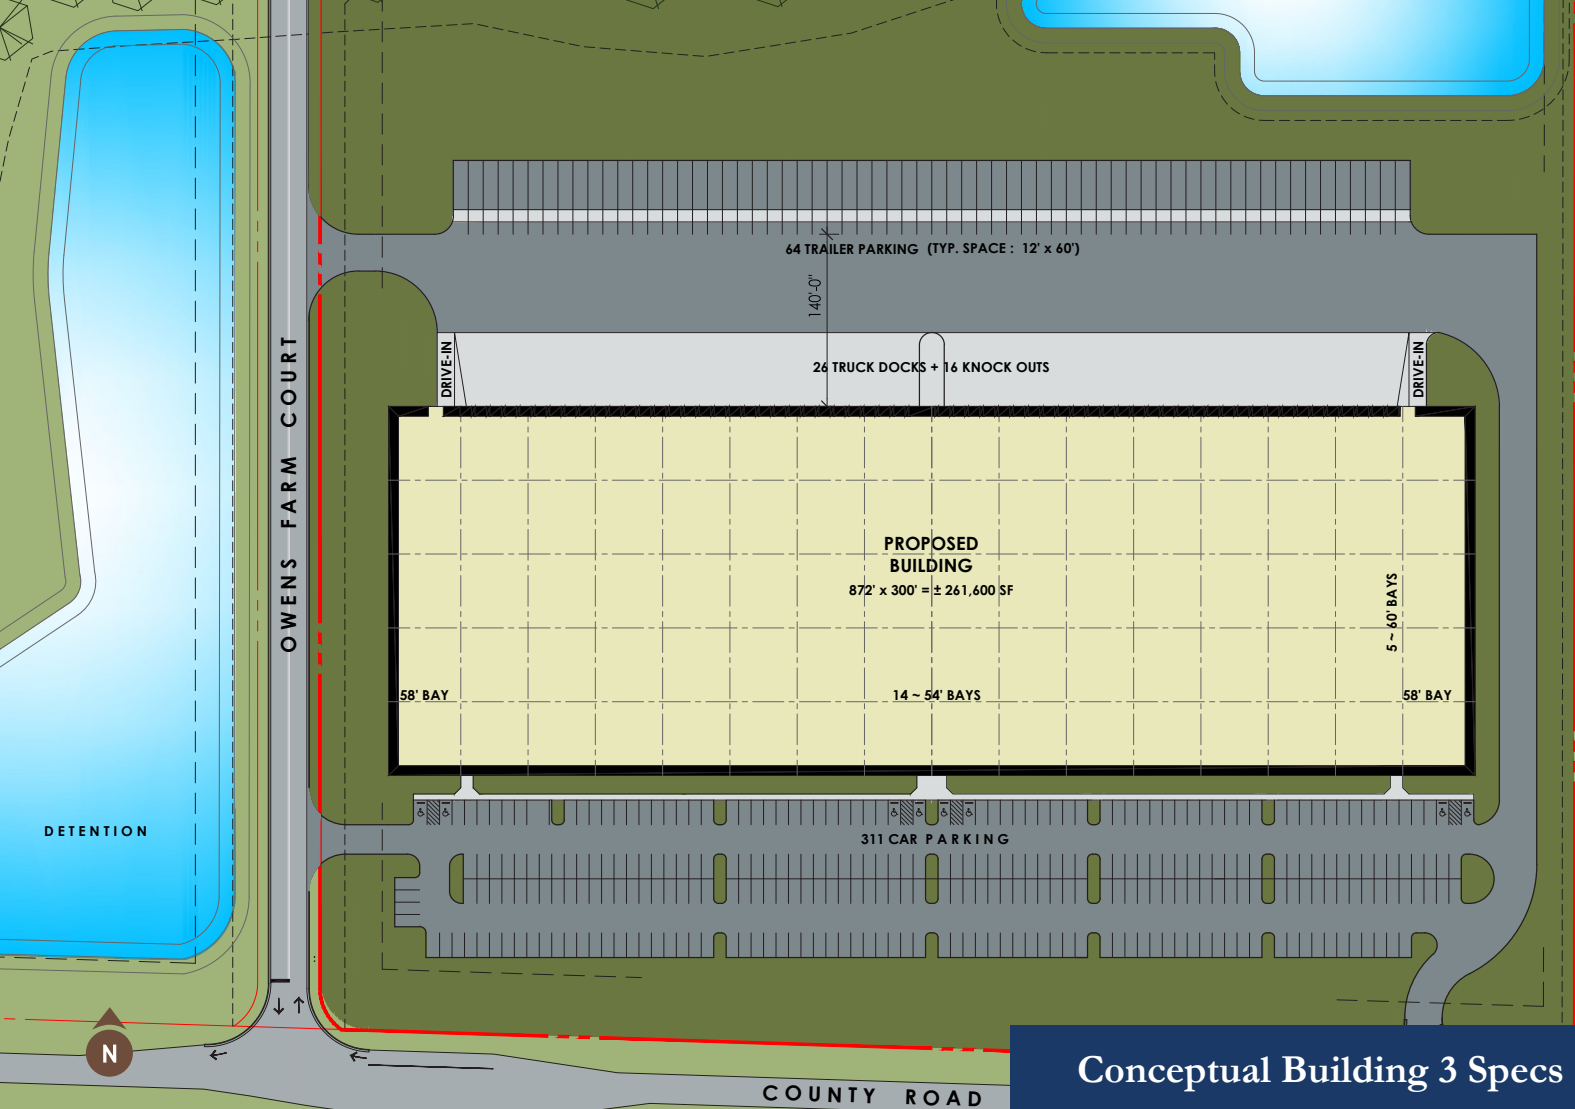 64 TRAILER PARKING (TYP. SPACE : 12' x 60')
140'-0"
DRIVE-IN
26 TRUCK DOCKS + 16 KNOCK OUTS
DRIVE-IN
OWENS FARM COURT
PROPOSED
BUILDING
872' x 300' = ± 261,600 SF
5 ~ 60' BAYS
58' BAY
14 ~ 54' BAYS
58' BAY
DETENTION
311 CAR PARKING
N
COUNTY ROAD
Conceptual Building 3 Specs